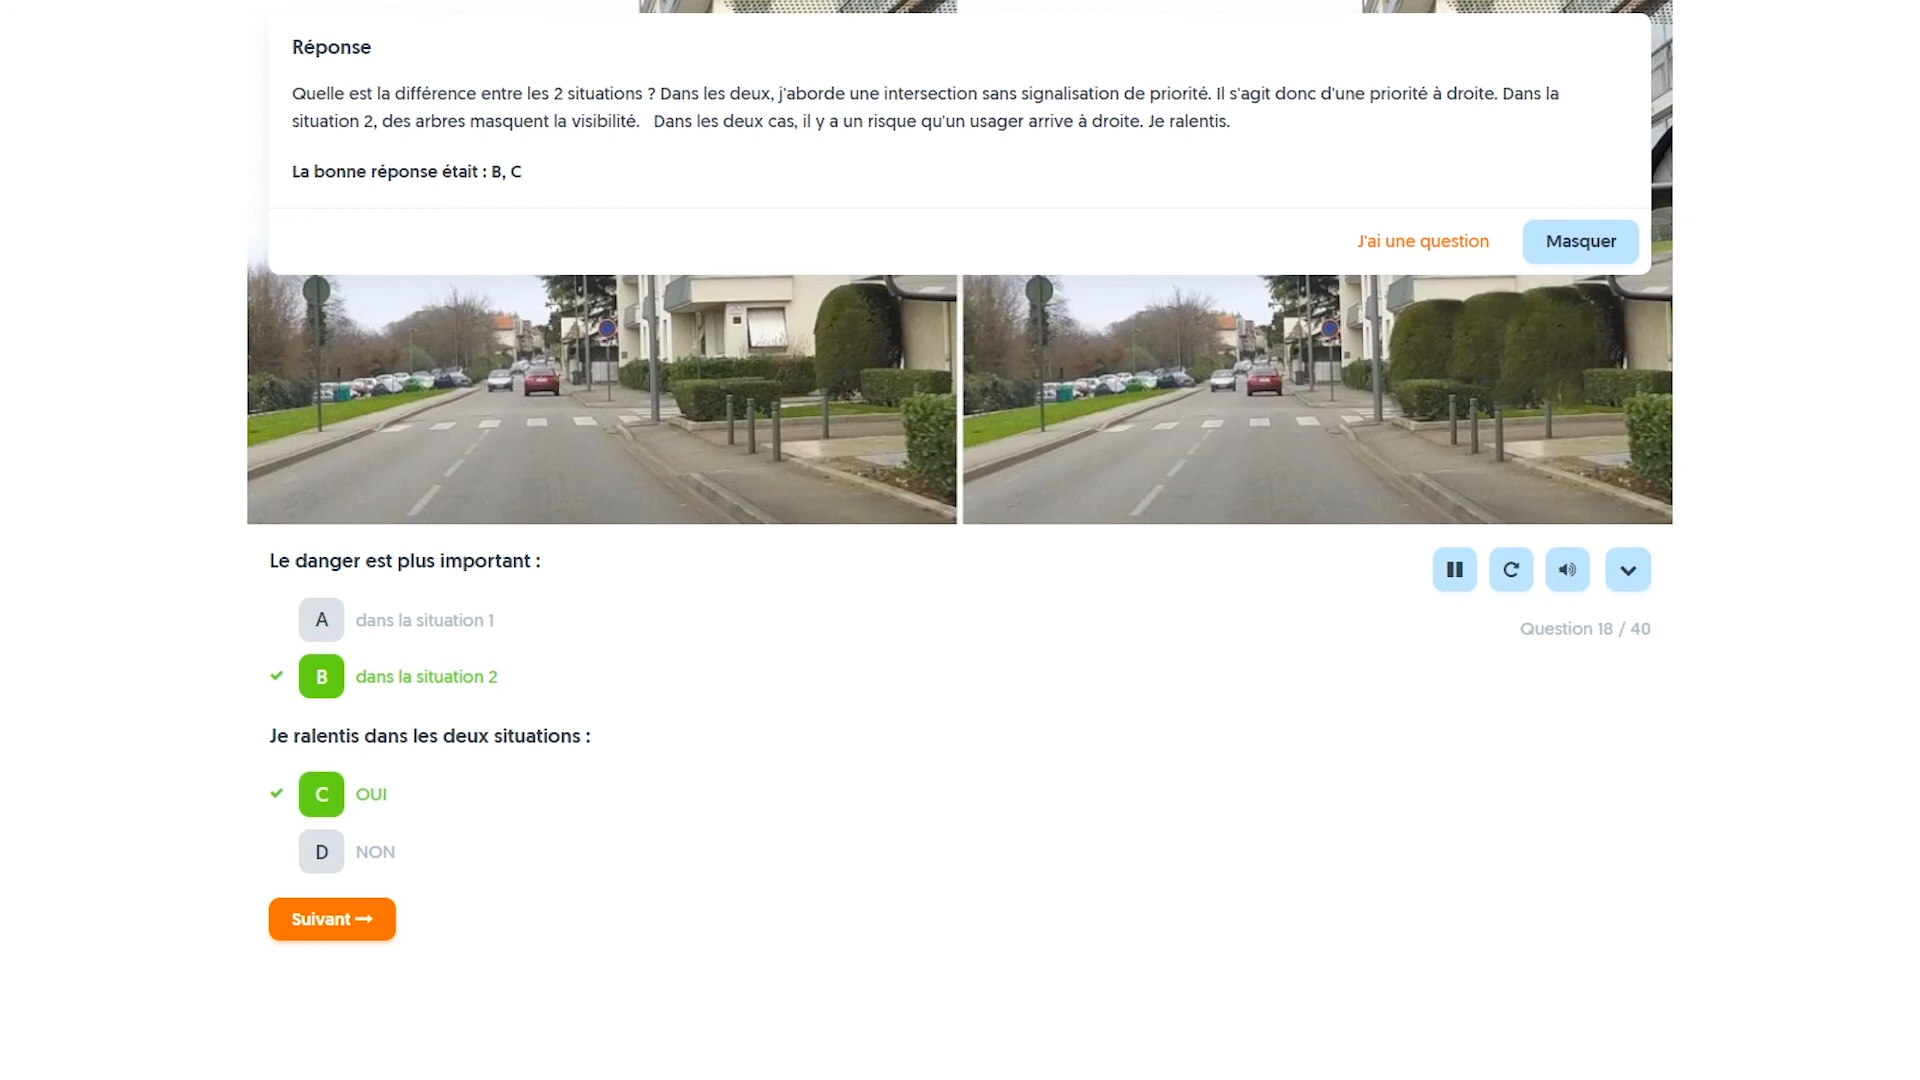 Réponse
Quelle est la différence entre les 2 situations ? Dans les deux, j'aborde une intersection sans signalisation de priorité. Il s'agit donc d'une priorité à droite. Dans la
situation 2, des arbres masquent la visibilité.   Dans les deux cas, il y a un risque qu'un usager arrive à droite. Je ralentis.
La bonne réponse était : B, C
J'ai une question
Masquer
Le danger est plus important :
A dans la situation 1
Question 18 / 40
B dans la situation 2
Je ralentis dans les deux situations :
C OUI
D NON
Suivant →